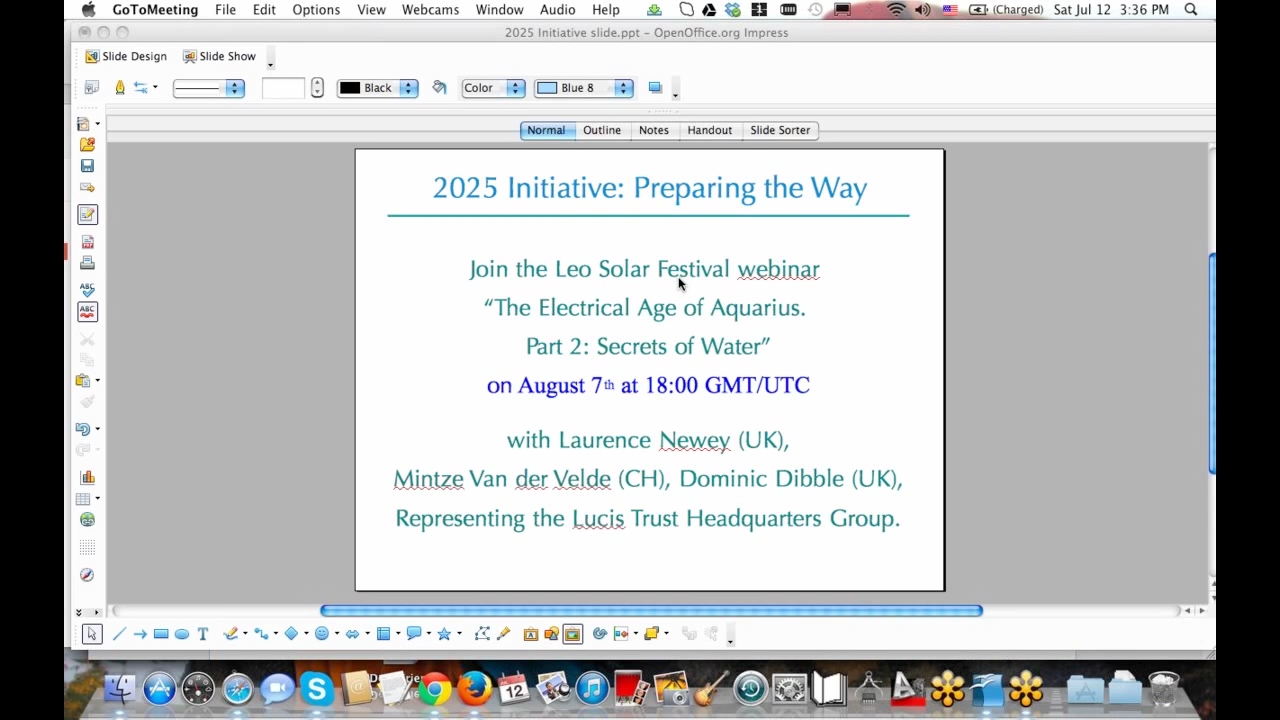 GoToMeeting File Edit Options View Webcams Window Audio Help (Charged) Sat Jul 12 3:36 PM
2025 Initiative slide.ppt – OpenOffice.org Impress
Slide Design Slide Show
Black Color Blue 8
Normal Outline Notes Handout Slide Sorter
2025 Initiative: Preparing the Way
Join the Leo Solar Festival webinar
“The Electrical Age of Aquarius.
Part 2: Secrets of Water”
on August 7th at 18:00 GMT/UTC
with Laurence Newey (UK),
Mintze Van der Velde (CH), Dominic Dibble (UK),
Representing the Lucis Trust Headquarters Group.
ABC
ABC
T
12